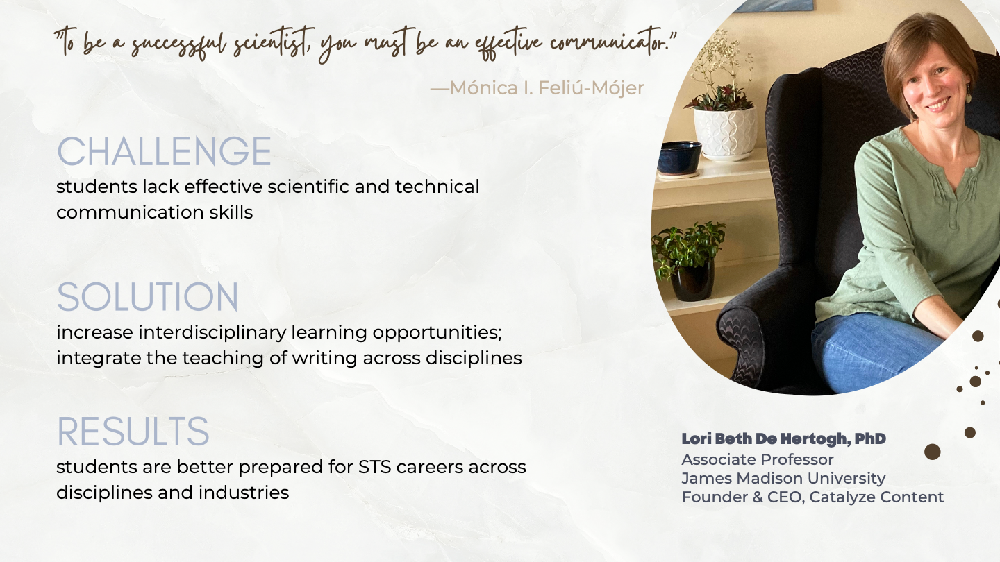 "To be a successful scientist, you must be an effective communicator."
—Mónica I. Feliú-Mójer
CHALLENGE
students lack effective scientific and technical
communication skills
SOLUTION
increase interdisciplinary learning opportunities;
integrate the teaching of writing across disciplines
RESULTS
students are better prepared for STS careers across
disciplines and industries
Lori Beth De Hertogh, PhD
Associate Professor
James Madison University
Founder & CEO, Catalyze Content